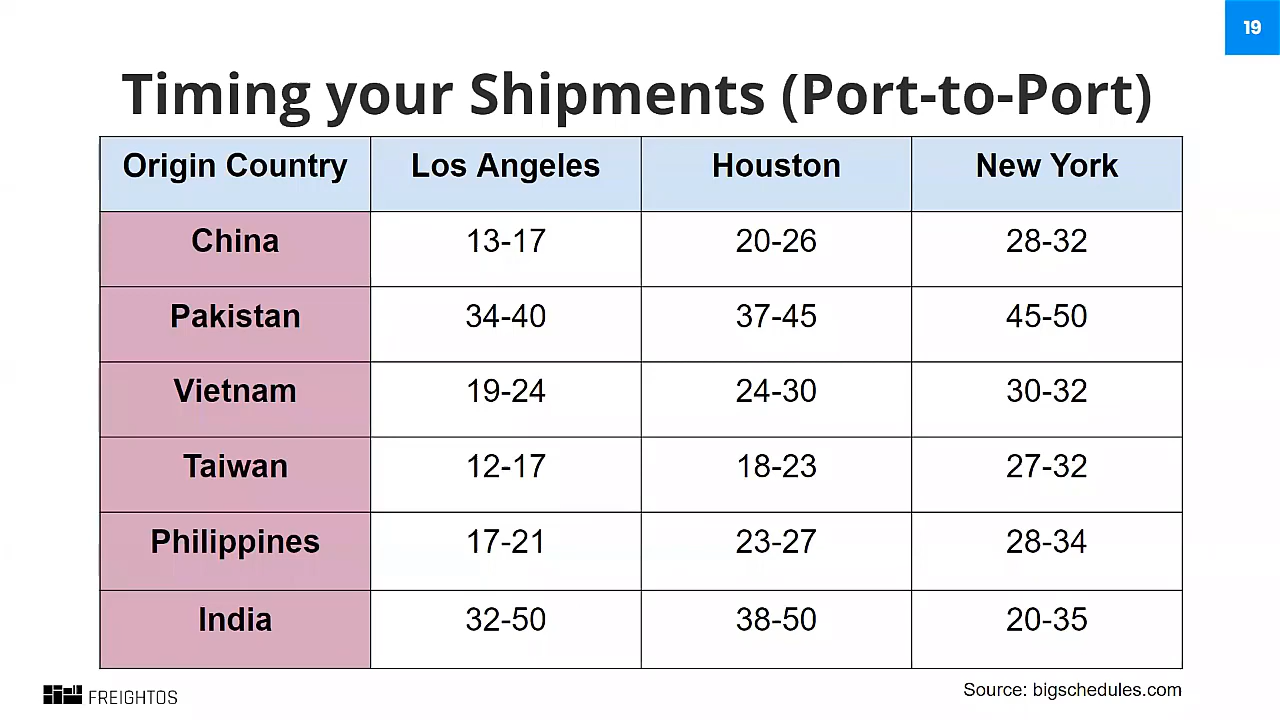 19
Timing your Shipments (Port-to-Port)
Origin Country Los Angeles Houston New York
China 13-17 20-26 28-32
Pakistan 34-40 37-45 45-50
Vietnam 19-24 24-30 30-32
Taiwan 12-17 18-23 27-32
Philippines 17-21 23-27 28-34
India 32-50 38-50 20-35
FREIGHTOS
Source: bigschedules.com